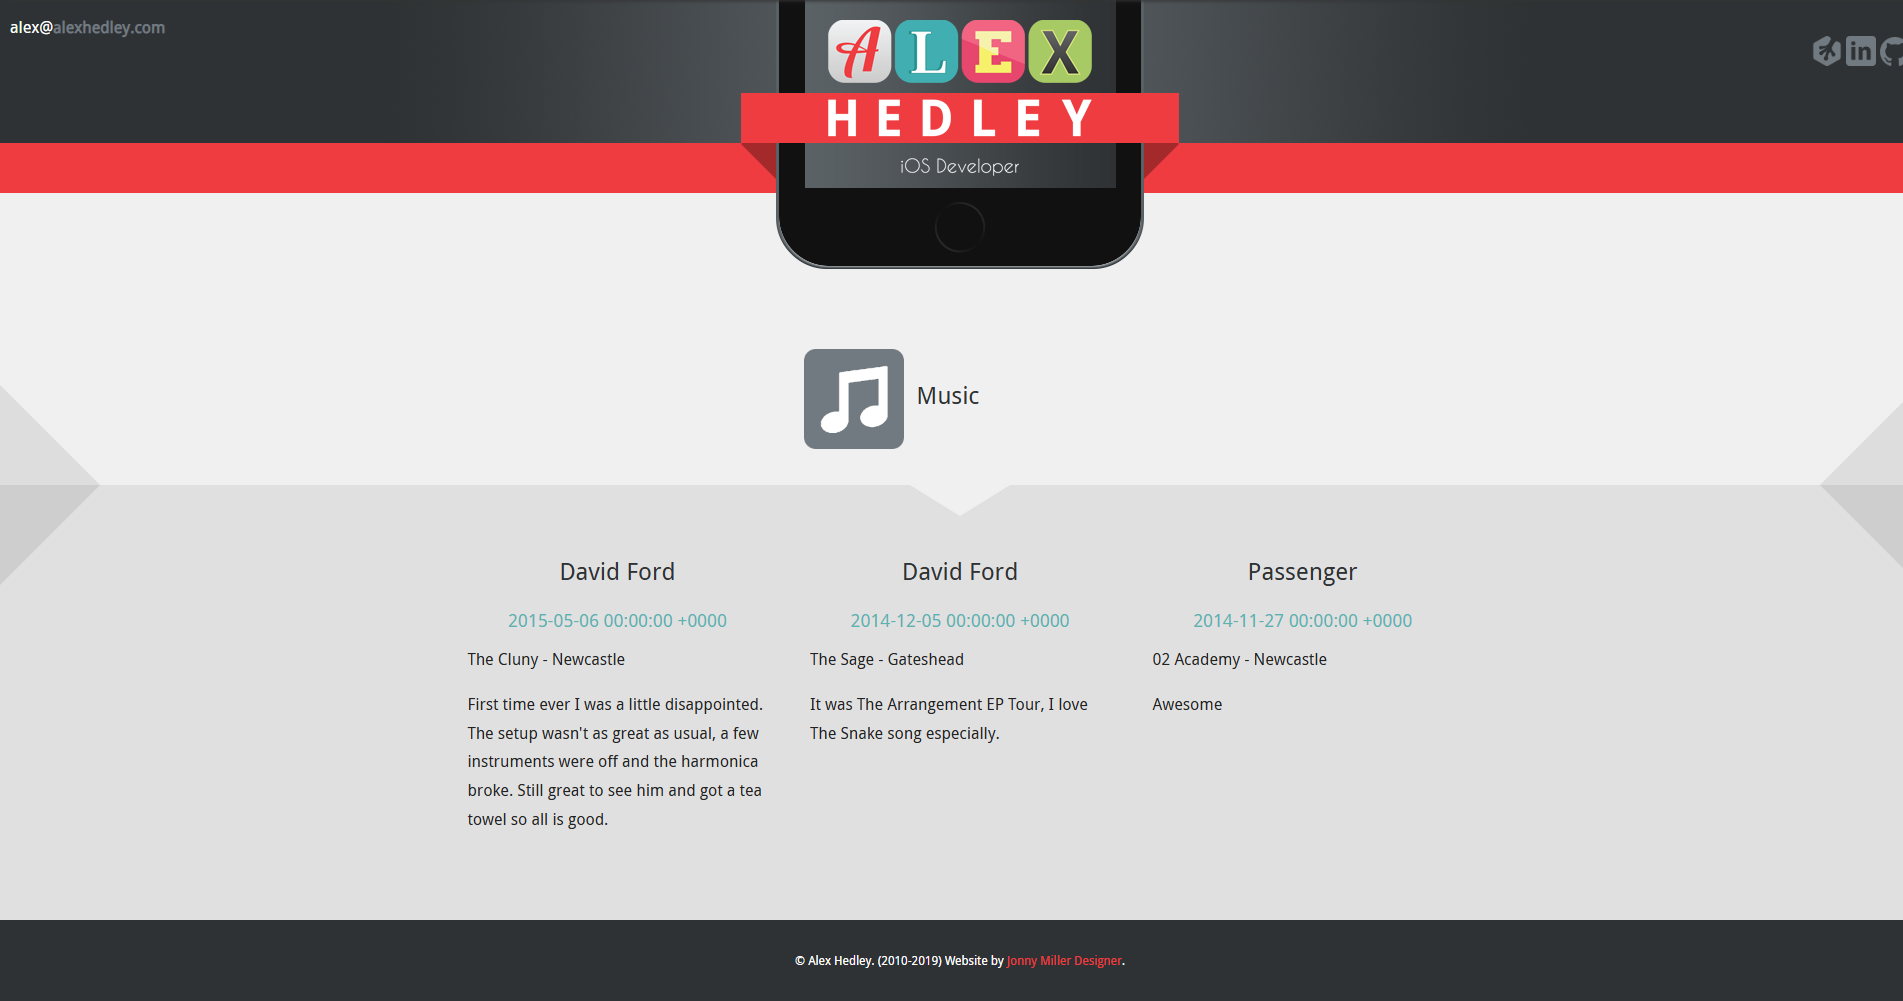 alex@alexhedley.com
ALEX
HEDLEY
iOS Developer
Music
David Ford
2015-05-06 00:00:00 +0000
The Cluny - Newcastle
First time ever I was a little disappointed.
The setup wasn't as great as usual, a few
instruments were off and the harmonica
broke. Still great to see him and got a tea
towel so all is good.
David Ford
2014-12-05 00:00:00 +0000
The Sage - Gateshead
It was The Arrangement EP Tour, I love
The Snake song especially.
Passenger
2014-11-27 00:00:00 +0000
02 Academy - Newcastle
Awesome
© Alex Hedley. (2010-2019) Website by Jonny Miller Designer.